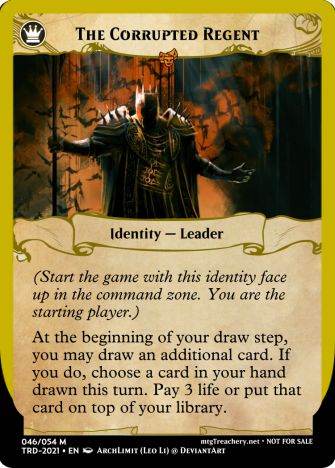 The Corrupted Regent
Identity — Leader
(Start the game with this identity face
up in the command zone. You are the
starting player.)
At the beginning of your draw step,
you may draw an additional card. If
you do, choose a card in your hand
drawn this turn. Pay 3 life or put that
card on top of your library.
046/054 M
mtgTreachery.net • NOT FOR SALE
TRD-2021 • EN ArchLimit (Leo Li) @ DeviantArt